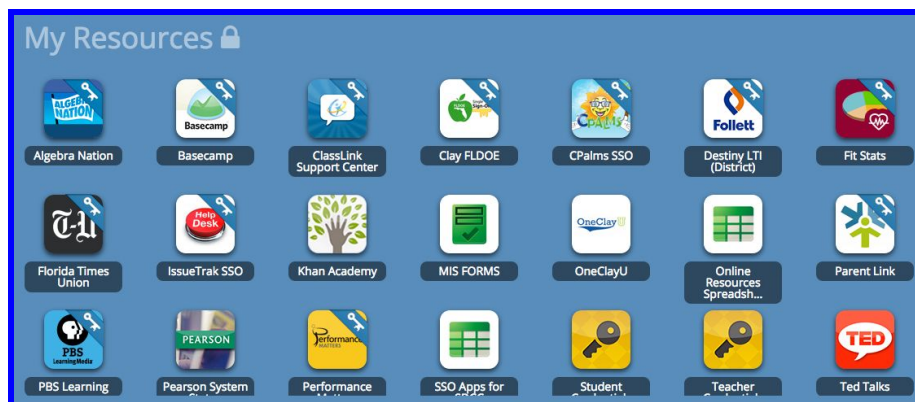 My Resources
ALGEBRA NATION
Basecamp
Follett
Algebra Nation
Basecamp
ClassLink
Support Center
Clay FLDOE
CPalms SSO
Destiny LTI
(District)
Fit Stats
T-U
Help
Desk
OneClay U
Florida Times
Union
IssueTrak SSO
Khan Academy
MIS FORMS
OneClayU
Online
Resources
Spreadsh...
Parent Link
PBS
LearningMedia
PEARSON
Performance
MATTERS
TED
PBS Learning
Pearson System
Performance
SSO Apps for
Student
Teacher
Ted Talks